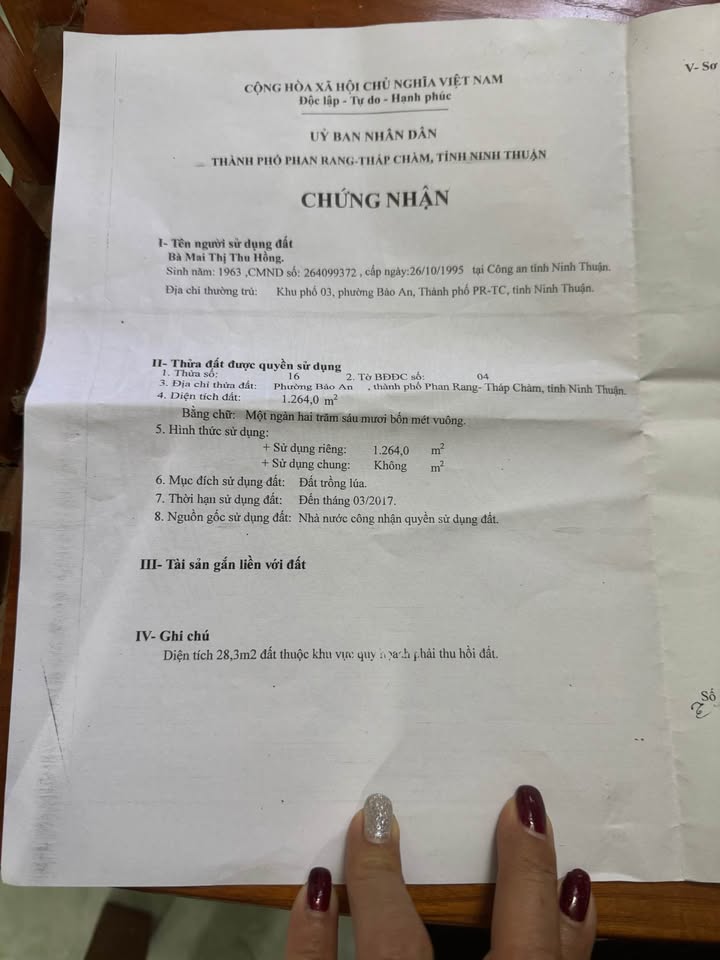 CỘNG HÒA XÃ HỘI CHỦ NGHĨA VIỆT NAM
Độc lập - Tự do - Hạnh phúc
UỶ BAN NHÂN DÂN
THÀNH PHỐ PHAN RANG-THÁP CHÀM, TỈNH NINH THUẬN
CHỨNG NHẬN
I- Tên người sử dụng đất
Bà Mai Thị Thu Hồng.
Sinh năm: 1963 ,CMND số: 264099372 , cấp ngày:26/10/1995 tại Công an tỉnh Ninh Thuận.
Địa chỉ thường trú: Khu phố 03, phường Bảo An, Thành phố PR-TC, tỉnh Ninh Thuận.
II- Thửa đất được quyền sử dụng
1. Thửa số: 16 2. Tờ BĐĐC số: 04
3. Địa chỉ thửa đất: Phường Bảo An , thành phố Phan Rang- Tháp Chàm, tỉnh Ninh Thuận.
4. Diện tích đất: 1.264,0 m²
Bằng chữ: Một ngàn hai trăm sáu mươi bốn mét vuông.
5. Hình thức sử dụng:
+ Sử dụng riêng: 1.264,0 m²
+ Sử dụng chung: Không m²
6. Mục đích sử dụng đất: Đất trồng lúa.
7. Thời hạn sử dụng đất: Đến tháng 03/2017.
8. Nguồn gốc sử dụng đất: Nhà nước công nhận quyền sử dụng đất.
III- Tài sản gắn liền với đất
IV- Ghi chú
Diện tích 28,3m2 đất thuộc khu vực quy hoạch phải thu hồi đất.
V- Sơ
Số